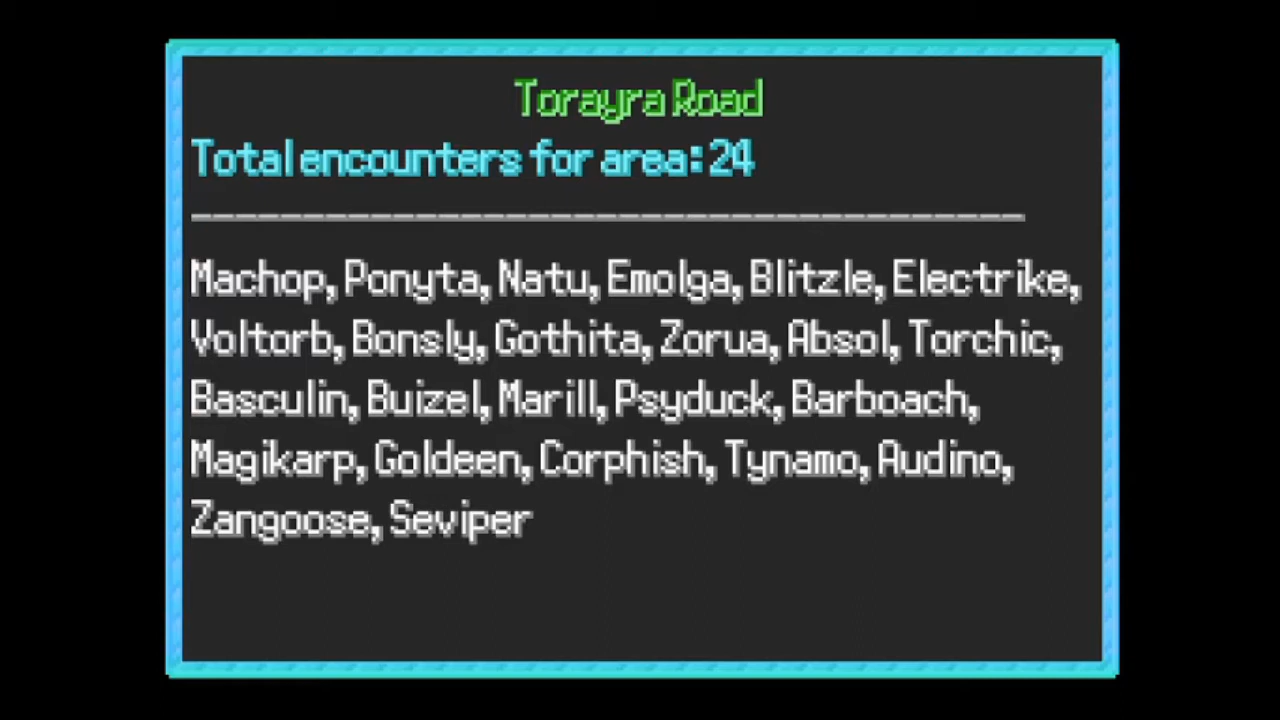 Torayra Road
Total encounters for area: 24
Machop, Ponyta, Natu, Emolga, Blitzle, Electrike,
Voltorb, Bonsly, Gothita, Zorua, Absol, Torchic,
Basculin, Buizel, Marill, Psyduck, Barboach,
Magikarp, Goldeen, Corphish, Tynamo, Audino,
Zangoose, Seviper